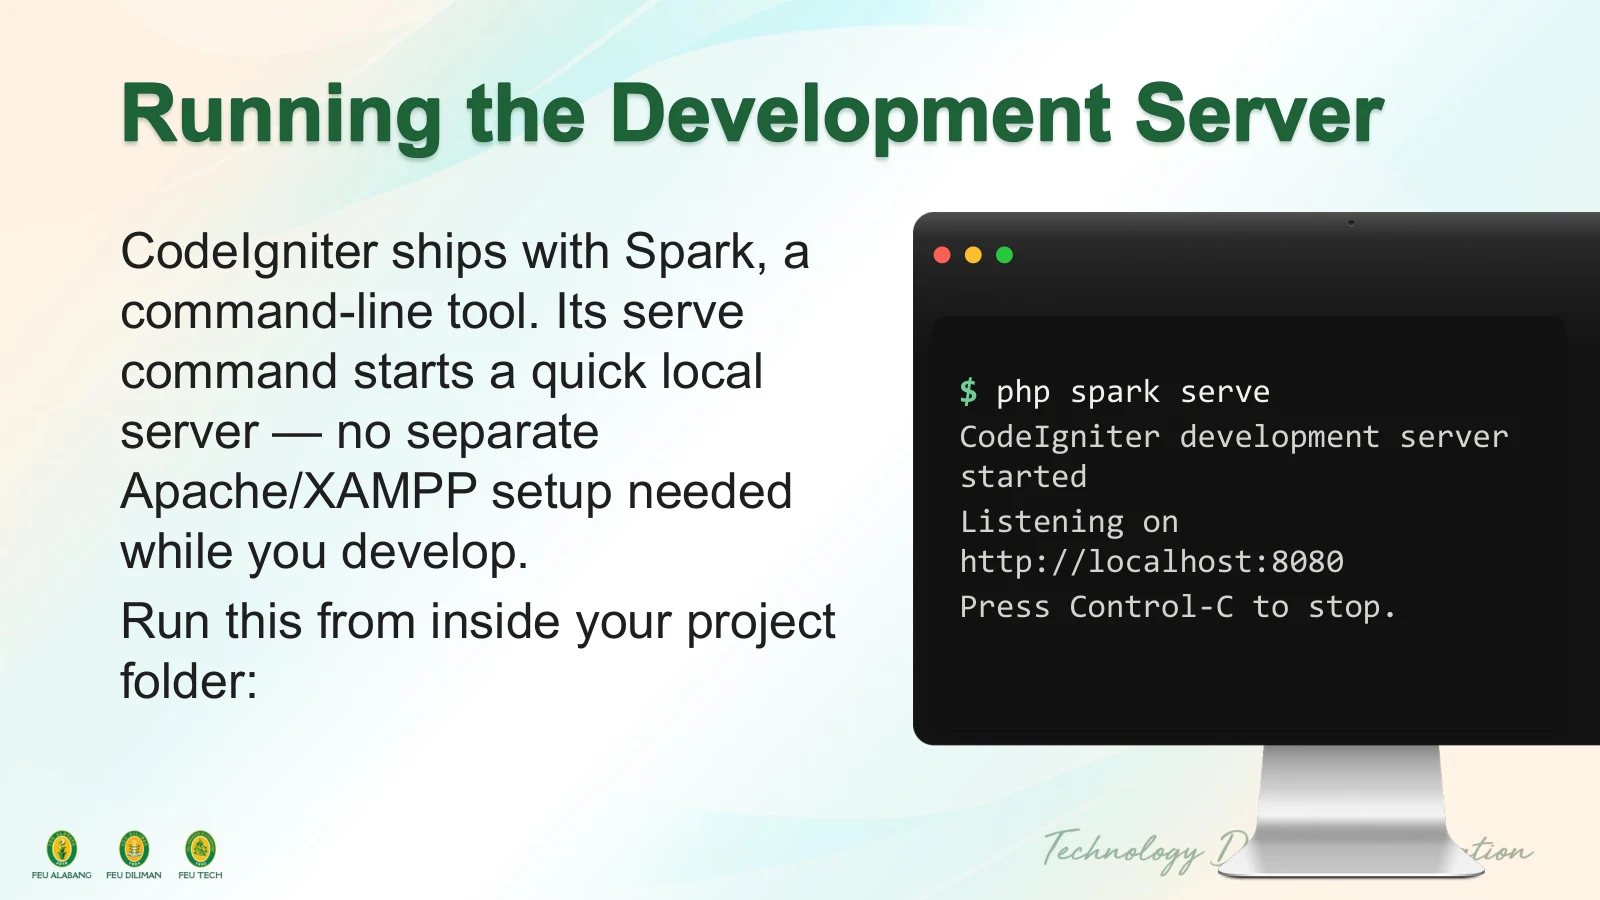 Running the Development Server
CodeIgniter ships with Spark, a
command-line tool. Its serve
command starts a quick local
server — no separate
Apache/XAMPP setup needed
while you develop.
Run this from inside your project
folder:
$ php spark serve
CodeIgniter development server
started
Listening on
http://localhost:8080
Press Control-C to stop.
FEU ALABANG
FEU DILIMAN
FEU TECH
Technology